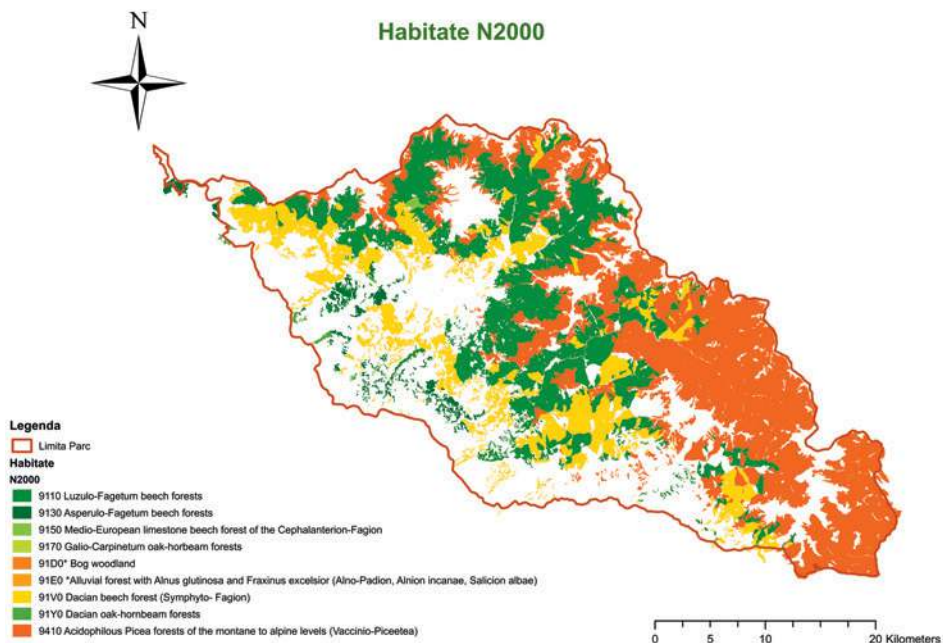 N
Habitate N2000
Legenda
Limita Parc
Habitate
N2000
9110 Luzulo-Fagetum beech forests
9130 Asperulo-Fagetum beech forests
9150 Medio-European limestone beech forest of the Cephalanterion-Fagion
9170 Galio-Carpinetum oak-horbeam forests
91D0* Bog woodland
91E0 *Alluvial forest with Alnus glutinosa and Fraxinus excelsior (Alno-Padion, Alnion incanae, Salicion albae)
91V0 Dacian beech forest (Symphyto- Fagion)
91Y0 Dacian oak-hornbeam forests
9410 Acidophilous Picea forests of the montane to alpine levels (Vaccinio-Piceetea)
0 5 10 20 Kilometers